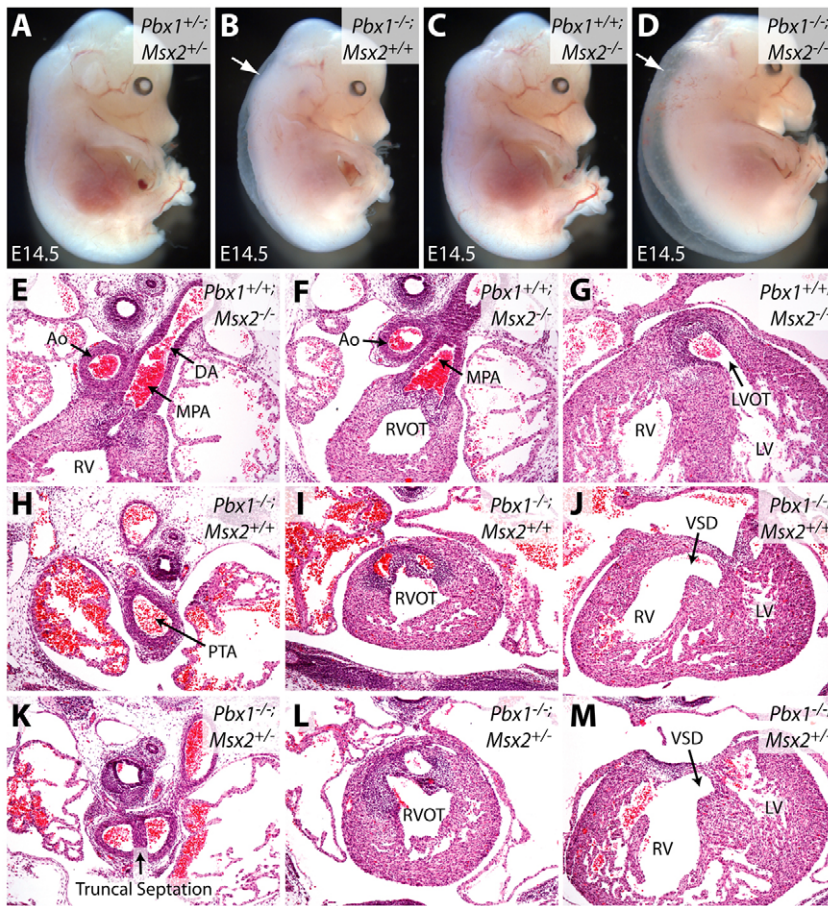 A
Pbx1+/-;
Msx2+/-
E14.5
B
Pbx1-/-;
Msx2+/+
C
Pbx1+/+;
Msx2-/-
E14.5
D
Pbx1-/-;
Msx2-/-
E14.5
E
Pbx1+/+;
Msx2-/-
Ao
DA
MPA
RV
F
Pbx1+/+;
Msx2-/-
Ao
MPA
RVOT
G
Pbx1+/+;
Msx2-/-
LVOT
RV
LV
H
Pbx1-/-;
Msx2+/+
PTA
I
Pbx1-/-;
Msx2+/+
RVOT
J
Pbx1-/-;
Msx2+/+
VSD
RV
LV
K
Pbx1-/-;
Msx2+/-
Truncal Septation
L
Pbx1-/-;
Msx2+/-
RVOT
M
Pbx1-/-;
Msx2+/-
VSD
LV
RV